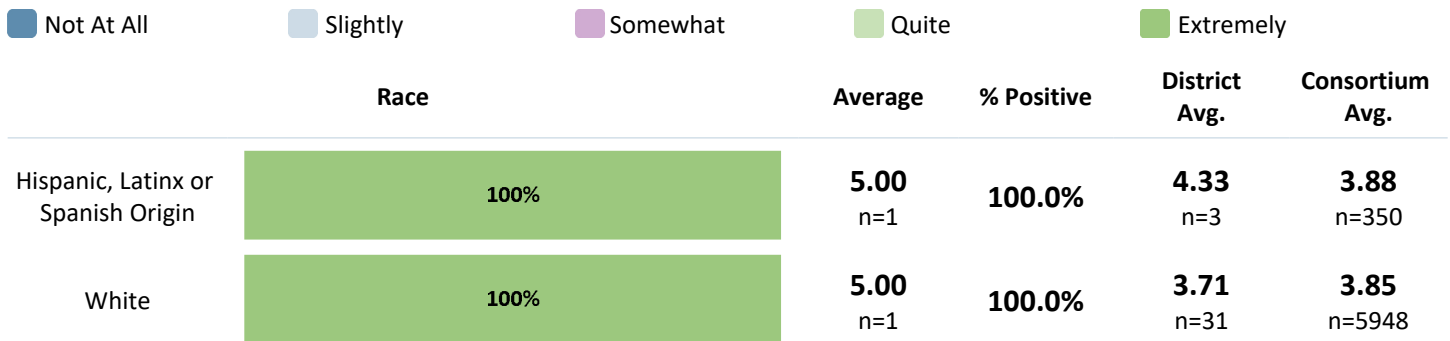 Not At All Slightly Somewhat Quite Extremely
Race Average % Positive District Avg. Consortium Avg.
Hispanic, Latinx or Spanish Origin 100% 5.00 n=1 100.0% 4.33 n=3 3.88 n=350
White 100% 5.00 n=1 100.0% 3.71 n=31 3.85 n=5948